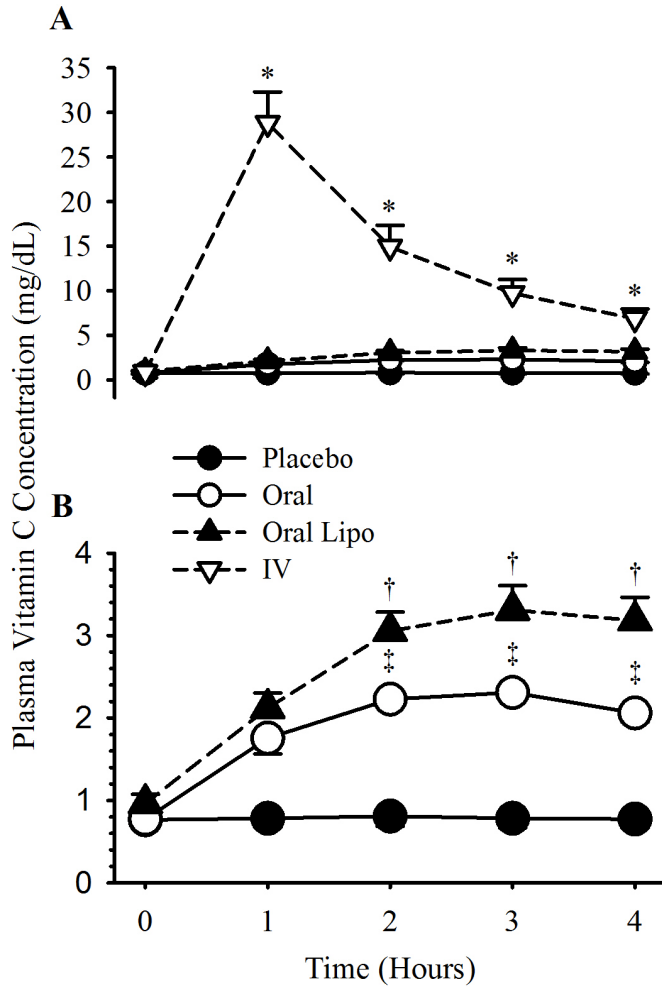 A
35
30
25
20
15
10
5
0
*
*
*
*
Plasma Vitamin C Concentration (mg/dL)
Placebo
Oral
Oral Lipo
IV
B
4
3
2
1
0
† † †
‡ ‡ ‡
0 1 2 3 4
Time (Hours)